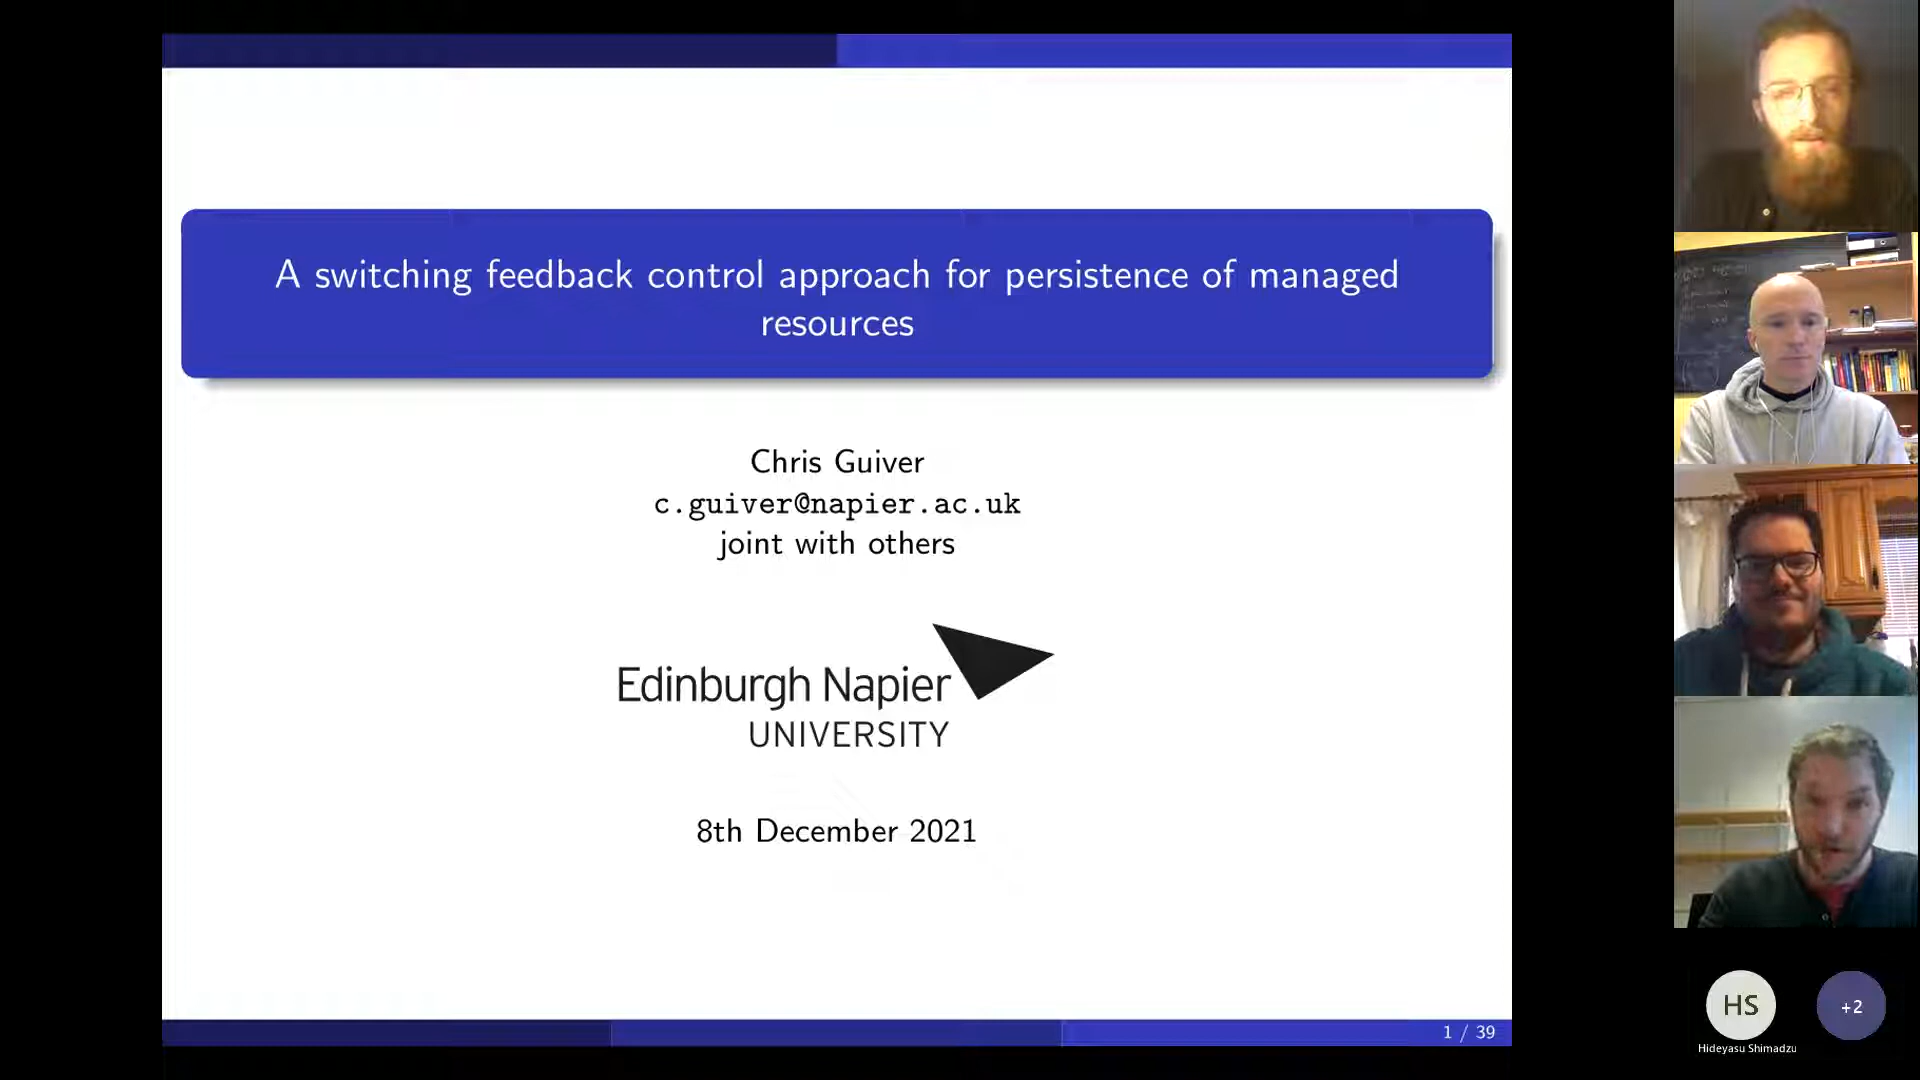 A switching feedback control approach for persistence of managed
resources
Chris Guiver
c.guiver@napier.ac.uk
joint with others
Edinburgh Napier
UNIVERSITY
8th December 2021
1 / 39
HS
+2
Hideyasu Shimadzu